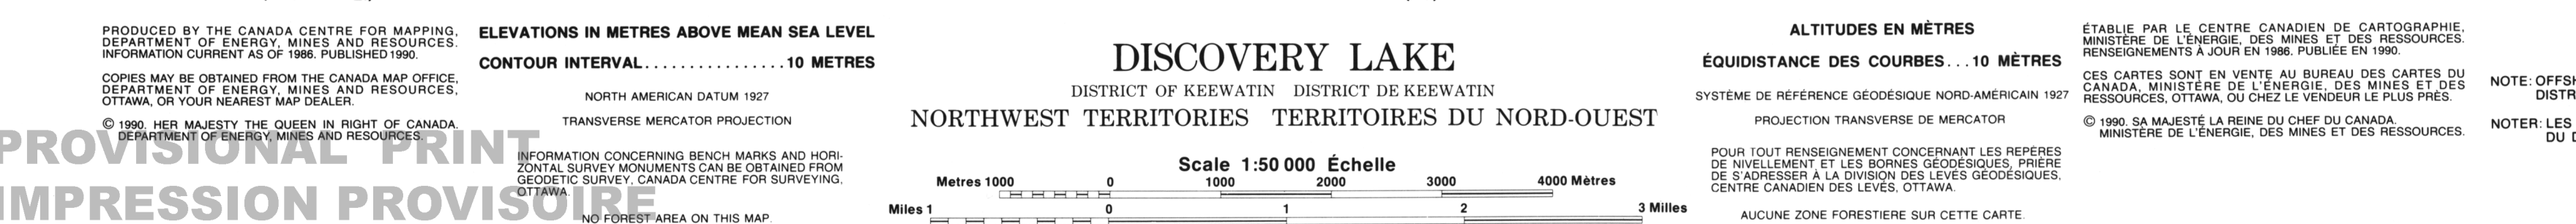 PRODUCED BY THE CANADA CENTRE FOR MAPPING,
DEPARTMENT OF ENERGY, MINES AND RESOURCES.
INFORMATION CURRENT AS OF 1986. PUBLISHED 1990.
COPIES MAY BE OBTAINED FROM THE CANADA MAP OFFICE,
DEPARTMENT OF ENERGY, MINES AND RESOURCES,
OTTAWA, OR YOUR NEAREST MAP DEALER.
© 1990. HER MAJESTY THE QUEEN IN RIGHT OF CANADA.
DEPARTMENT OF ENERGY, MINES AND RESOURCES.
PROVISIONAL PRINT
IMPRESSION PROVISOIRE
ELEVATIONS IN METRES ABOVE MEAN SEA LEVEL
CONTOUR INTERVAL................10 METRES
NORTH AMERICAN DATUM 1927
TRANSVERSE MERCATOR PROJECTION
INFORMATION CONCERNING BENCH MARKS AND HORI-
ZONTAL SURVEY MONUMENTS CAN BE OBTAINED FROM
GEODETIC SURVEY, CANADA CENTRE FOR SURVEYING,
OTTAWA.
NO FOREST AREA ON THIS MAP.
DISCOVERY LAKE
DISTRICT OF KEEWATIN DISTRICT DE KEEWATIN
NORTHWEST TERRITORIES TERRITOIRES DU NORD-OUEST
Scale 1:50 000 Échelle
Metres 1000 0 1000 2000 3000 4000 Mètres
Miles 1 0 1 2 3 Milles
ALTITUDES EN MÈTRES
ÉQUIDISTANCE DES COURBES...10 MÈTRES
SYSTÈME DE RÉFÉRENCE GÉODÉSIQUE NORD-AMÉRICAIN 1927
PROJECTION TRANSVERSE DE MERCATOR
POUR TOUT RENSEIGNEMENT CONCERNANT LES REPÈRES
DE NIVELLEMENT ET LES BORNES GÉODÉSIQUES, PRIÈRE
DE S'ADRESSER À LA DIVISION DES LEVÉS GÉODÉSIQUES,
CENTRE CANADIEN DES LEVÉS, OTTAWA.
AUCUNE ZONE FORESTIERE SUR CETTE CARTE.
ÉTABLIE PAR LE CENTRE CANADIEN DE CARTOGRAPHIE,
MINISTÈRE DE L'ÉNERGIE, DES MINES ET DES RESSOURCES.
RENSEIGNEMENTS À JOUR EN 1986. PUBLIÉE EN 1990.
CES CARTES SONT EN VENTE AU BUREAU DES CARTES DU
CANADA, MINISTÈRE DE L'ÉNERGIE, DES MINES ET DES
RESSOURCES, OTTAWA, OU CHEZ LE VENDEUR LE PLUS PRÈS.
© 1990. SA MAJESTÉ LA REINE DU CHEF DU CANADA.
MINISTÈRE DE L'ÉNERGIE, DES MINES ET DES RESSOURCES.
NOTE:
NOTER: LES
DU